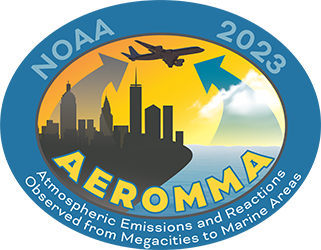 NOAA 2023
AEROMMA
Atmospheric Emissions and Reactions
Observed from Megacities to Marine Areas